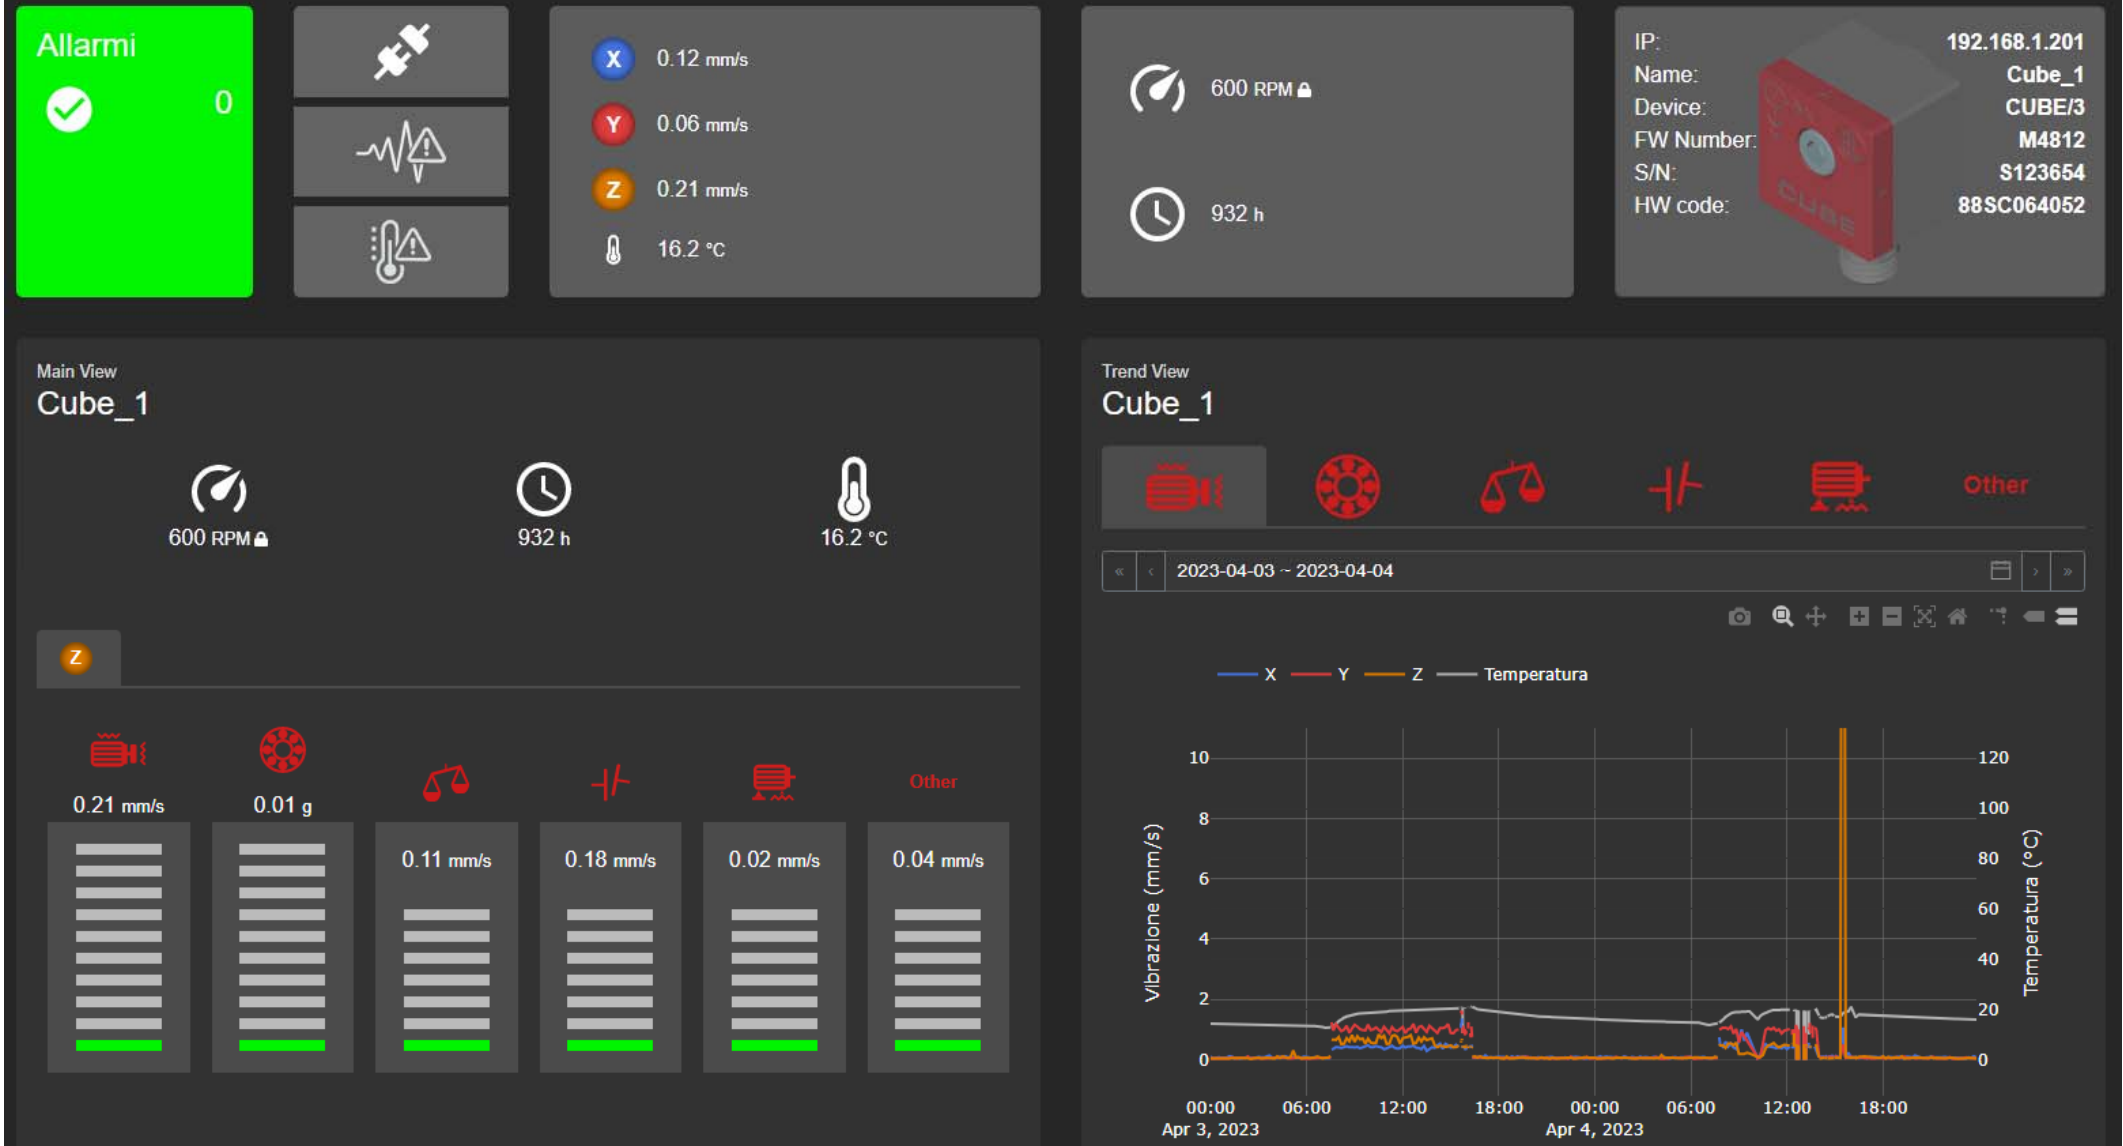 Allarmi
0
X 0.12 mm/s
Y 0.06 mm/s
Z 0.21 mm/s
16.2 °C
600 RPM
932 h
IP: 192.168.1.201
Name: Cube_1
Device: CUBE/3
FW Number: M4812
S/N: S123654
HW code: 88SC064052
CUBE
Main View
Cube_1
600 RPM
932 h
16.2 °C
Z
Other
0.21 mm/s
0.01 g
0.11 mm/s
0.18 mm/s
0.02 mm/s
0.04 mm/s
Trend View
Cube_1
Other
« ‹ 2023-04-03 ~ 2023-04-04 › »
X Y Z Temperatura
Vibrazione (mm/s)
10
8
6
4
2
0
120
100
80
60
40
20
0
Temperatura (°C)
00:00 06:00 12:00 18:00 00:00 06:00 12:00 18:00
Apr 3, 2023 Apr 4, 2023